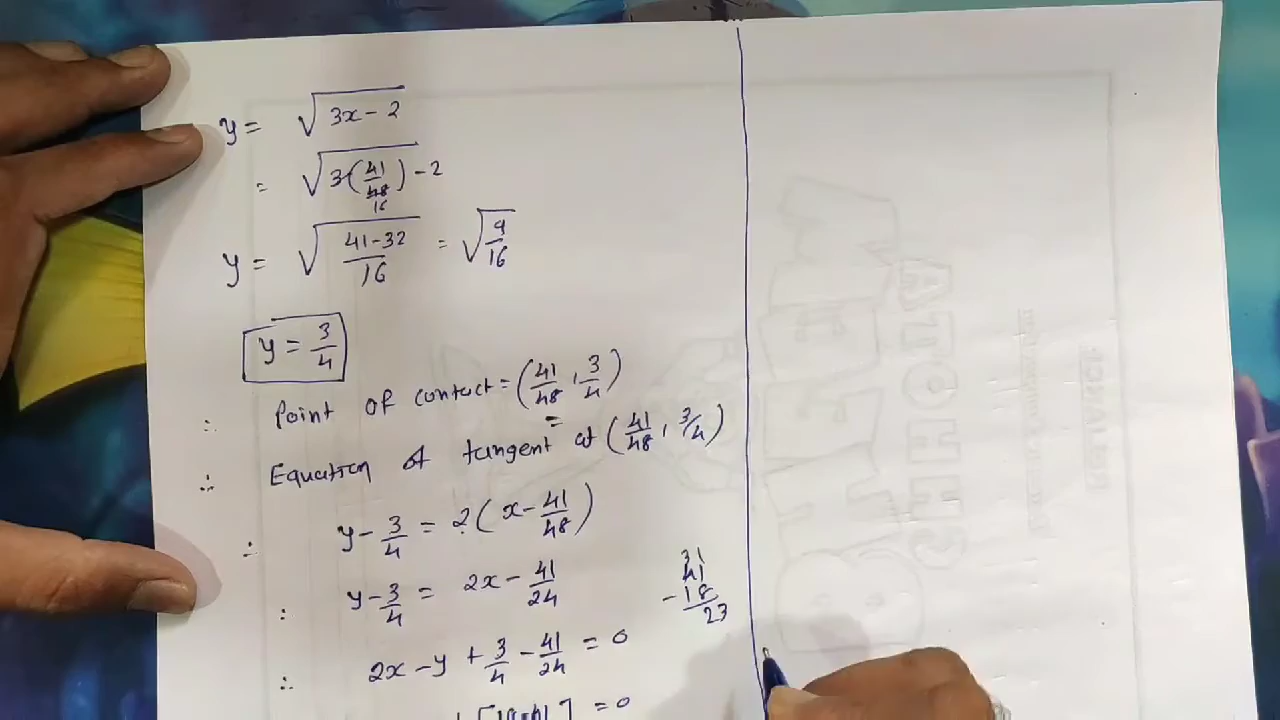 y = √(3x - 2)
= √(3(41/48) - 2
16
y = √((41-32)/16) = √(9/16)
y = 3/4
∴ Point of contact = (41/48, 3/4)
∴ Equation of tangent at (41/48, 3/4)
∴ y - 3/4 = 2(x - 41/48)
: y - 3/4 = 2x - 41/24
∴ 2x - y + 3/4 - 41/24 = 0
= 0
31
41
- 18
23
RELIANCE